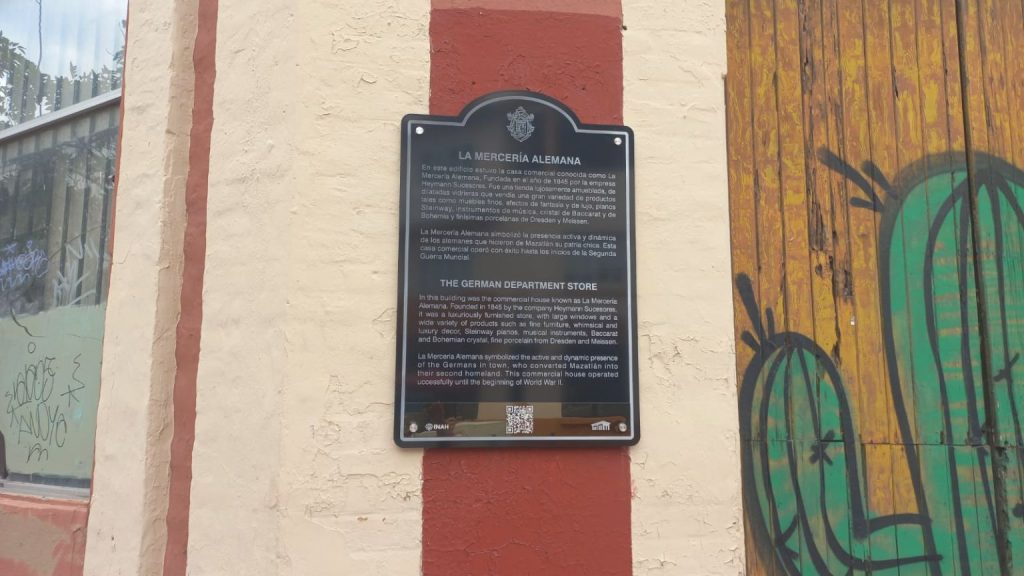 LA MERCERÍA ALEMANA
En este edificio estuvo la casa comercial conocida como La
Mercería Alemana. Fundada en el año de 1845 por la empresa
Heymann Sucesores. Fue una tienda lujosamente amueblada, de
dilatadas vidrieras que vendía, una gran variedad de productos
tales como muebles finos, efectos de fantasía y de lujo, pianos
Steinway, instrumentos de música, cristal de Baccarat y de
Bohemia y finísimas porcelanas de Dresden y Meissen.
La Mercería Alemana simbolizó la presencia activa y dinámica
de los alemanes que hicieron de Mazatlán su patria chica. Esta
casa comercial operó con éxito hasta los inicios de la Segunda
Guerra Mundial.
THE GERMAN DEPARTMENT STORE
In this building was the commercial house known as La Mercería
Alemana. Founded in 1845 by the company Heymann Sucesores,
it was a luxuriously furnished store, with large windows and a
wide variety of products such as fine furniture, whimsical and
luxury decor, Steinway pianos, musical instruments, Baccarat
and Bohemian crystal, fine porcelain from Dresden and Meissen.
La Mercería Alemana symbolized the active and dynamic presence
of the Germans in town, who converted Mazatlán into
their second homeland. This commercial house operated
uccessfully until the beginning of World War II.
INAH